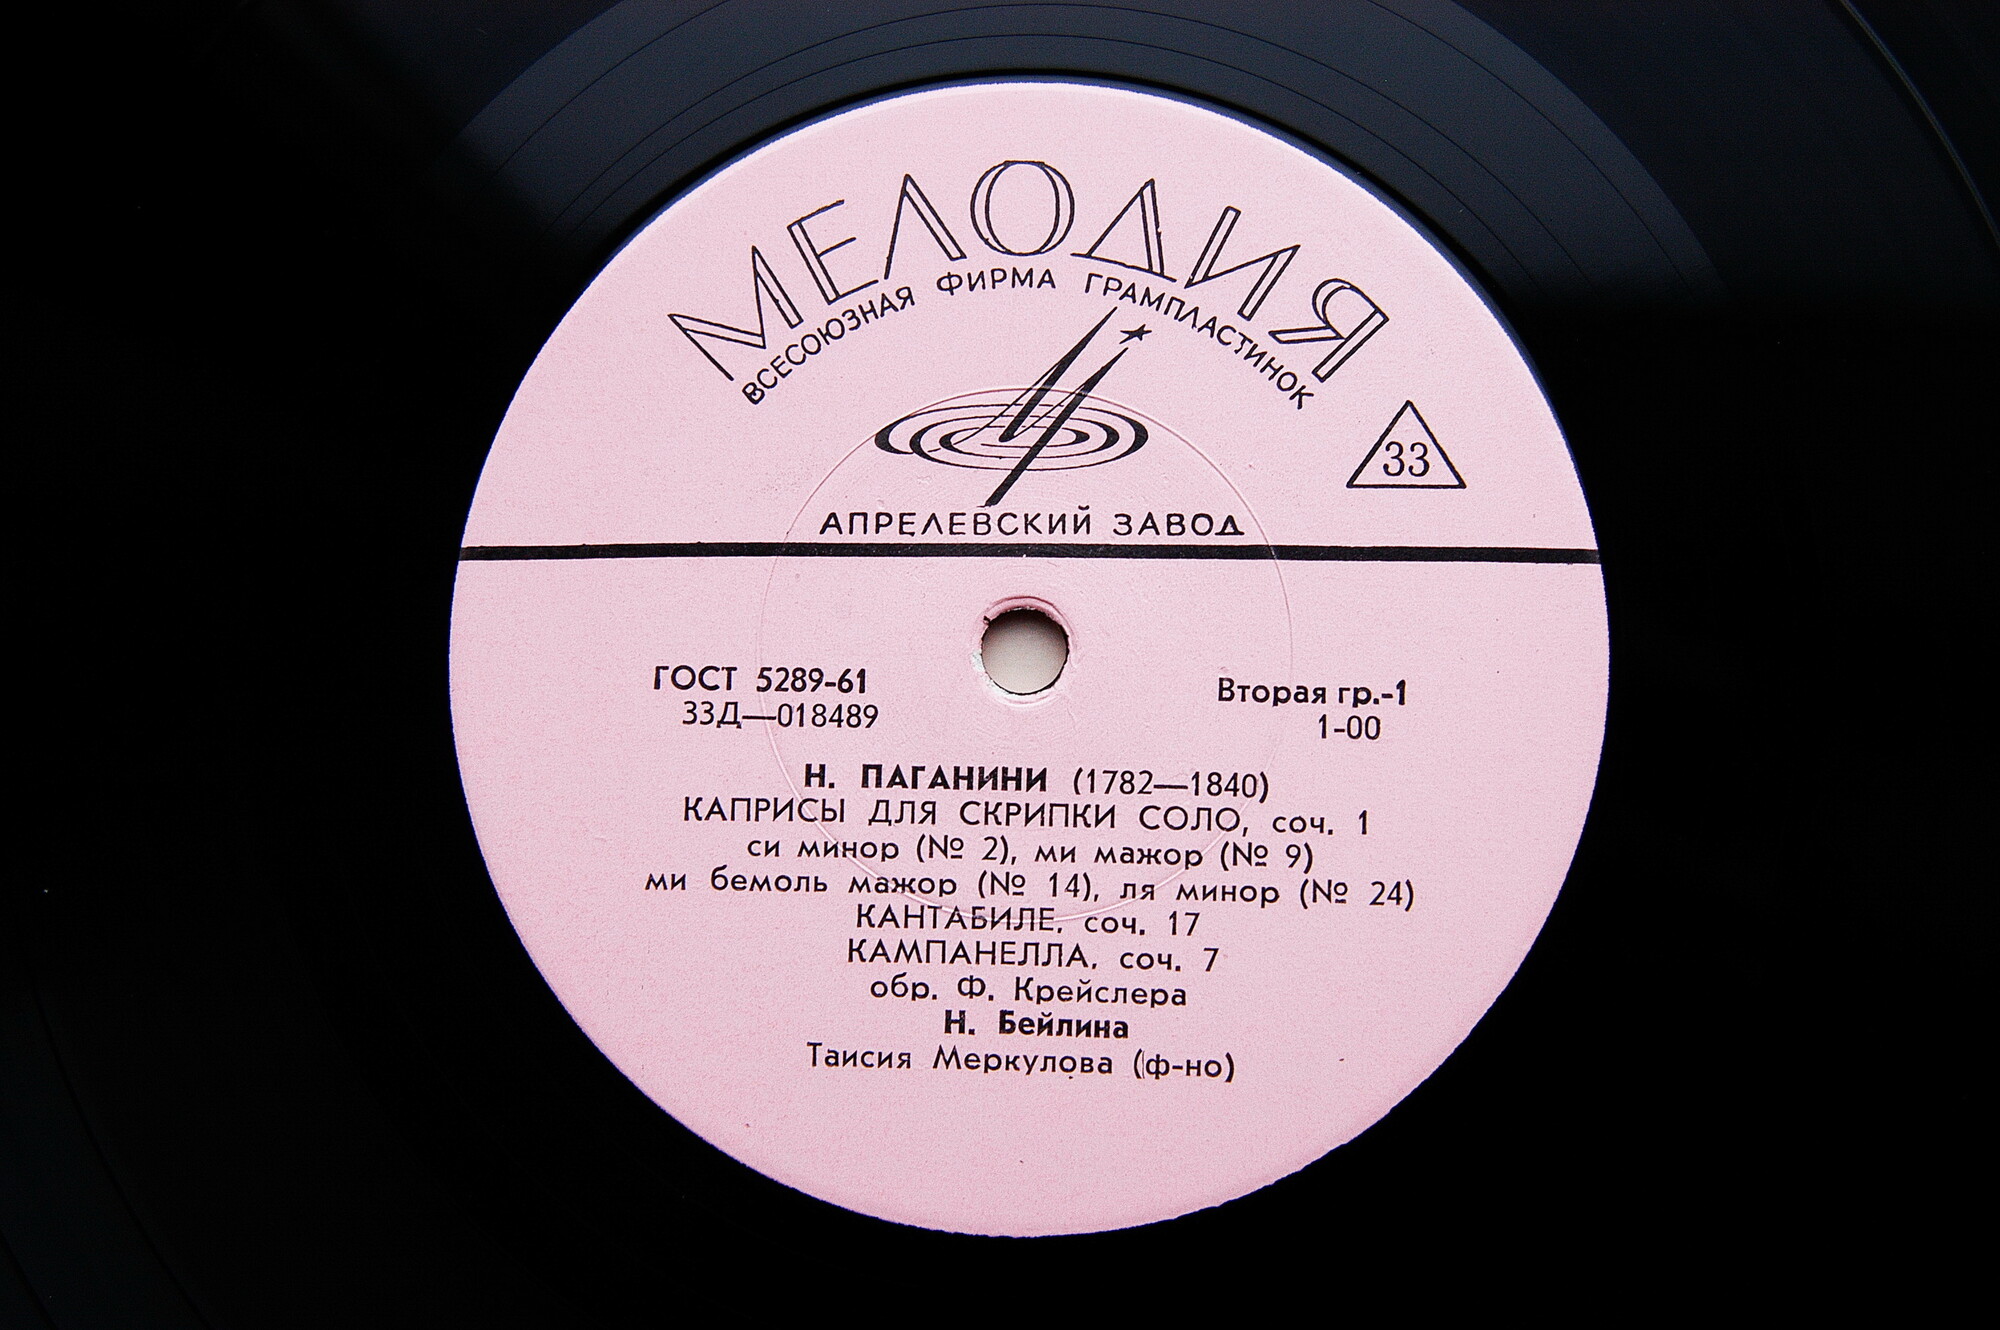 МЕЛОДИЯ
ВСЕСОЮЗНАЯ ФИРМА ГРАМПЛАСТИНОК
33
АПРЕЛЕВСКИЙ ЗАВОД
ГОСТ 5289-61
33Д—018489
Вторая гр.-1
1-00
Н. ПАГАНИНИ (1782—1840)
КАПРИСЫ ДЛЯ СКРИПКИ СОЛО, соч. 1
си минор (№ 2), ми мажор (№ 9)
ми бемоль мажор (№ 14), ля минор (№ 24)
КАНТАБИЛЕ, соч. 17
КАМПАНЕЛЛА, соч. 7
обр. Ф. Крейслера
Н. Бейлина
Таисия Меркулова (ф-но)